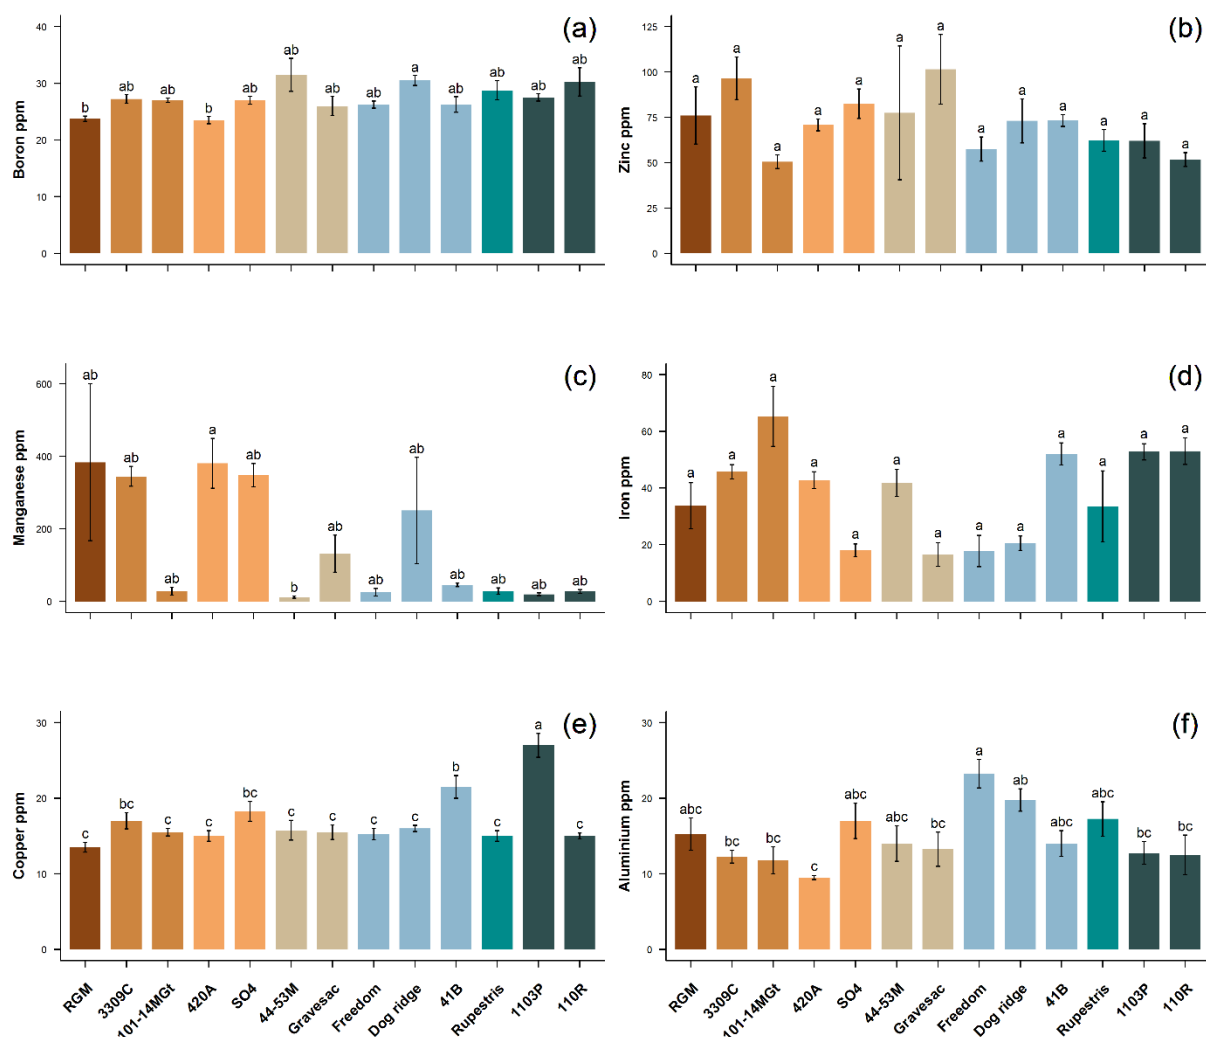 (a)
Boron ppm
40
30
20
10
0
b
ab
ab
b
ab
ab
ab
ab
a
ab
ab
ab
ab
(b)
Zinc ppm
125
100
75
50
25
0
a
a
a
a
a
a
a
a
a
a
a
a
a
(c)
Manganese ppm
600
400
200
0
ab
ab
ab
a
ab
b
ab
ab
ab
ab
ab
ab
ab
(d)
Iron ppm
80
60
40
20
0
a
a
a
a
a
a
a
a
a
a
a
a
a
(e)
Copper ppm
30
20
10
0
c
bc
c
c
bc
c
c
c
c
b
c
a
c
RGM
3309C
101-14MGt
420A
SO4
44-53M
Gravesac
Freedom
Dog ridge
41B
Rupestris
1103P
110R
(f)
Aluminium ppm
30
20
10
0
abc
bc
bc
c
abc
abc
bc
a
ab
abc
abc
bc
bc
RGM
3309C
101-14MGt
420A
SO4
44-53M
Gravesac
Freedom
Dog ridge
41B
Rupestris
1103P
110R